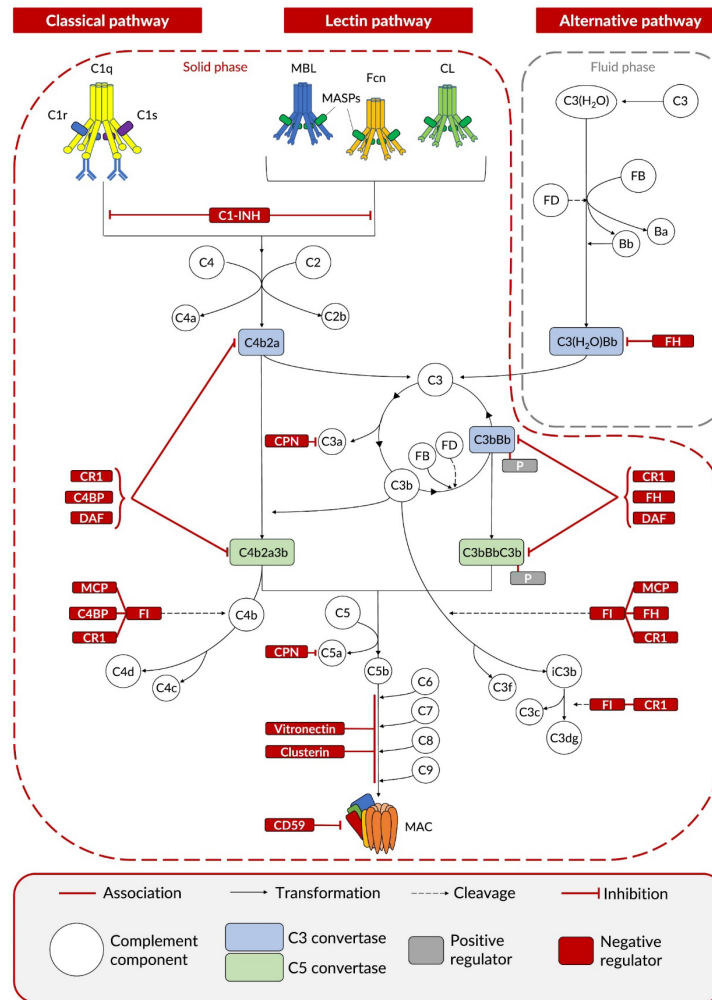 Classical pathway
Lectin pathway
Alternative pathway
Solid phase
Fluid phase
C1q
C1r
C1s
MBL
MASPs
Fcn
CL
C3(H₂O)
C3
FB
FD
Ba
Bb
C1-INH
C4
C2
C4a
C2b
C4b2a
C3(H₂O)Bb
FH
C3
CPN
C3a
C3bBb
P
FB
FD
C3b
CR1
C4BP
DAF
CR1
FH
DAF
C4b2a3b
C3bBbC3b
P
MCP
C4BP
CR1
FI
C4b
C4d
C4c
C5
CPN
C5a
C5b
FI
MCP
FH
CR1
C3f
iC3b
C3c
FI
CR1
C3dg
C6
C7
C8
C9
Vitronectin
Clusterin
CD59
MAC
Association
Transformation
Cleavage
Inhibition
Complement
component
C3 convertase
C5 convertase
Positive
regulator
Negative
regulator